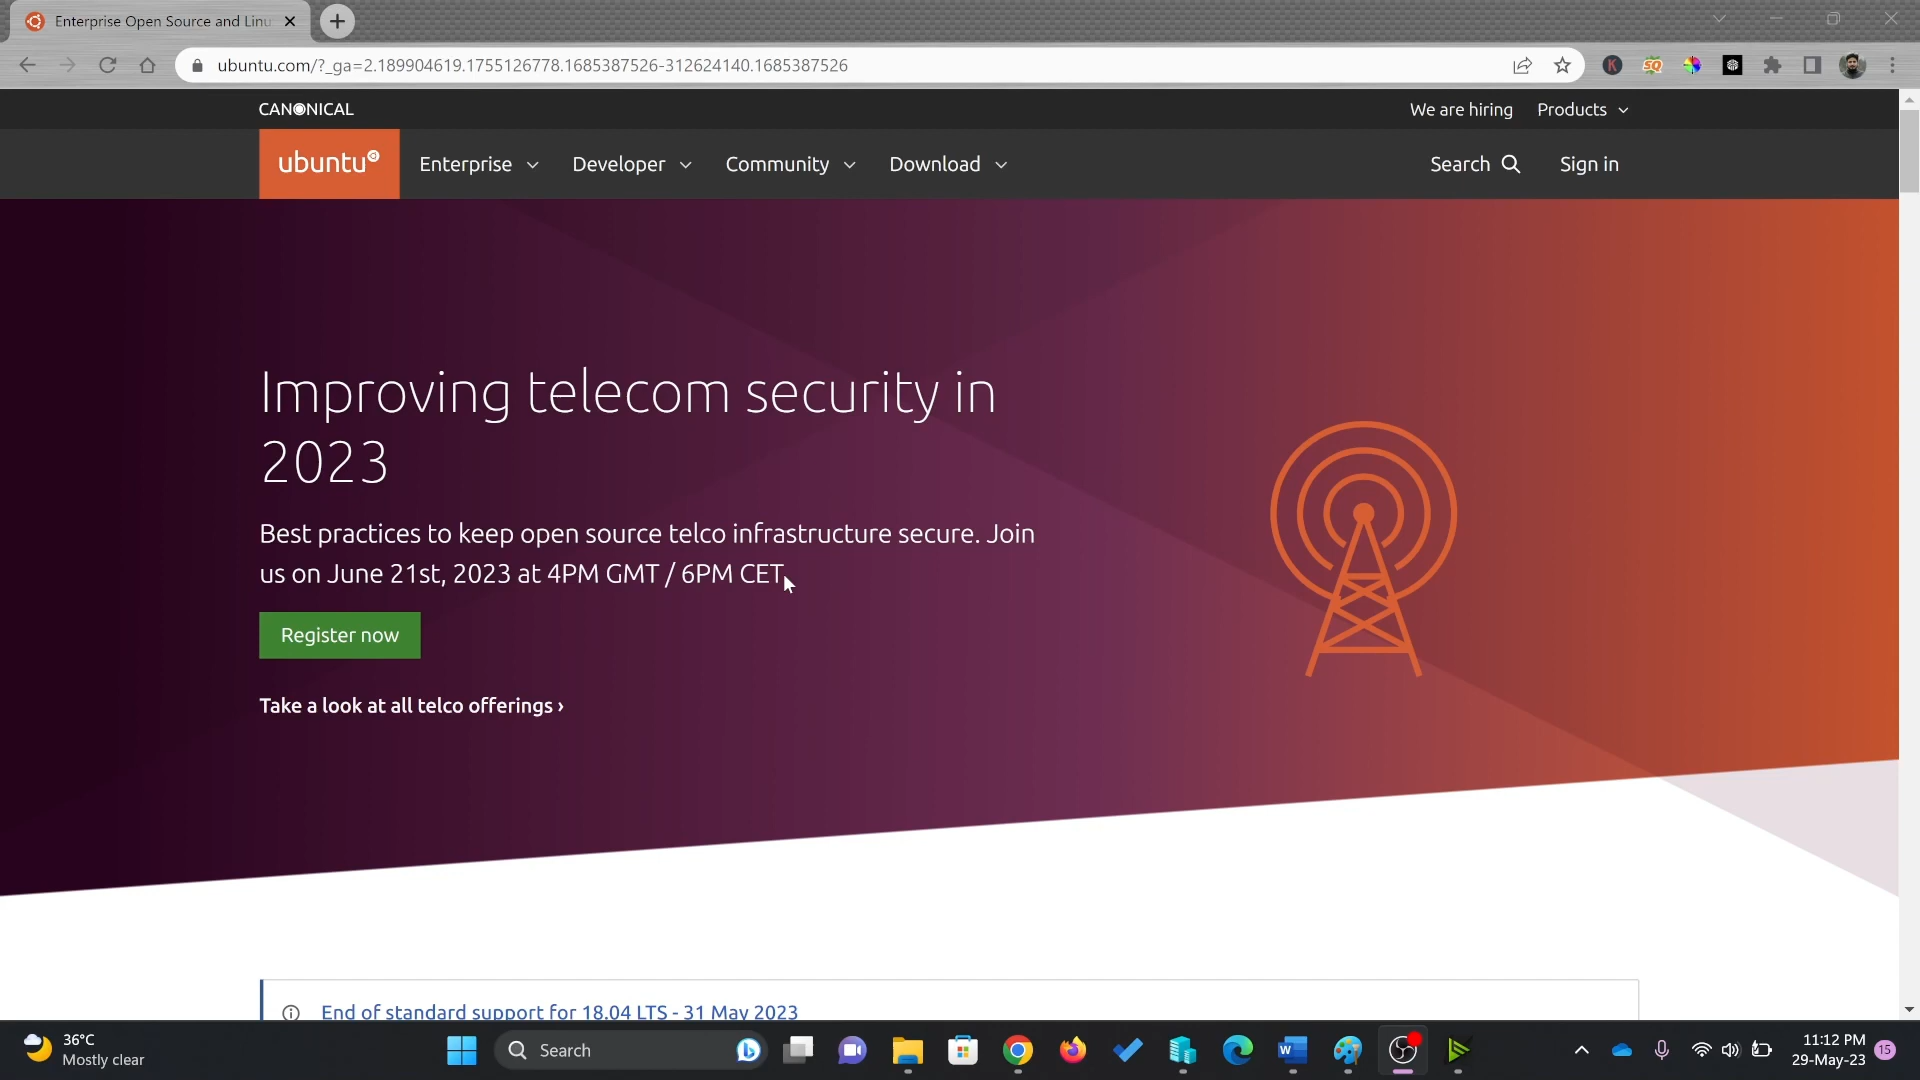 Enterprise Open Source and Linu
ubuntu.com/?_ga=2.189904619.1755126778.1685387526-312624140.1685387526
K
SQ
CANONICAL
We are hiring
Products
ubuntu
Enterprise
Developer
Community
Download
Search
Sign in
Improving telecom security in
2023
Best practices to keep open source telco infrastructure secure. Join
us on June 21st, 2023 at 4PM GMT / 6PM CET
Register now
Take a look at all telco offerings ›
End of standard support for 18.04 LTS - 31 May 2023
36°C
Mostly clear
Search
W
11:12 PM
29-May-23
15